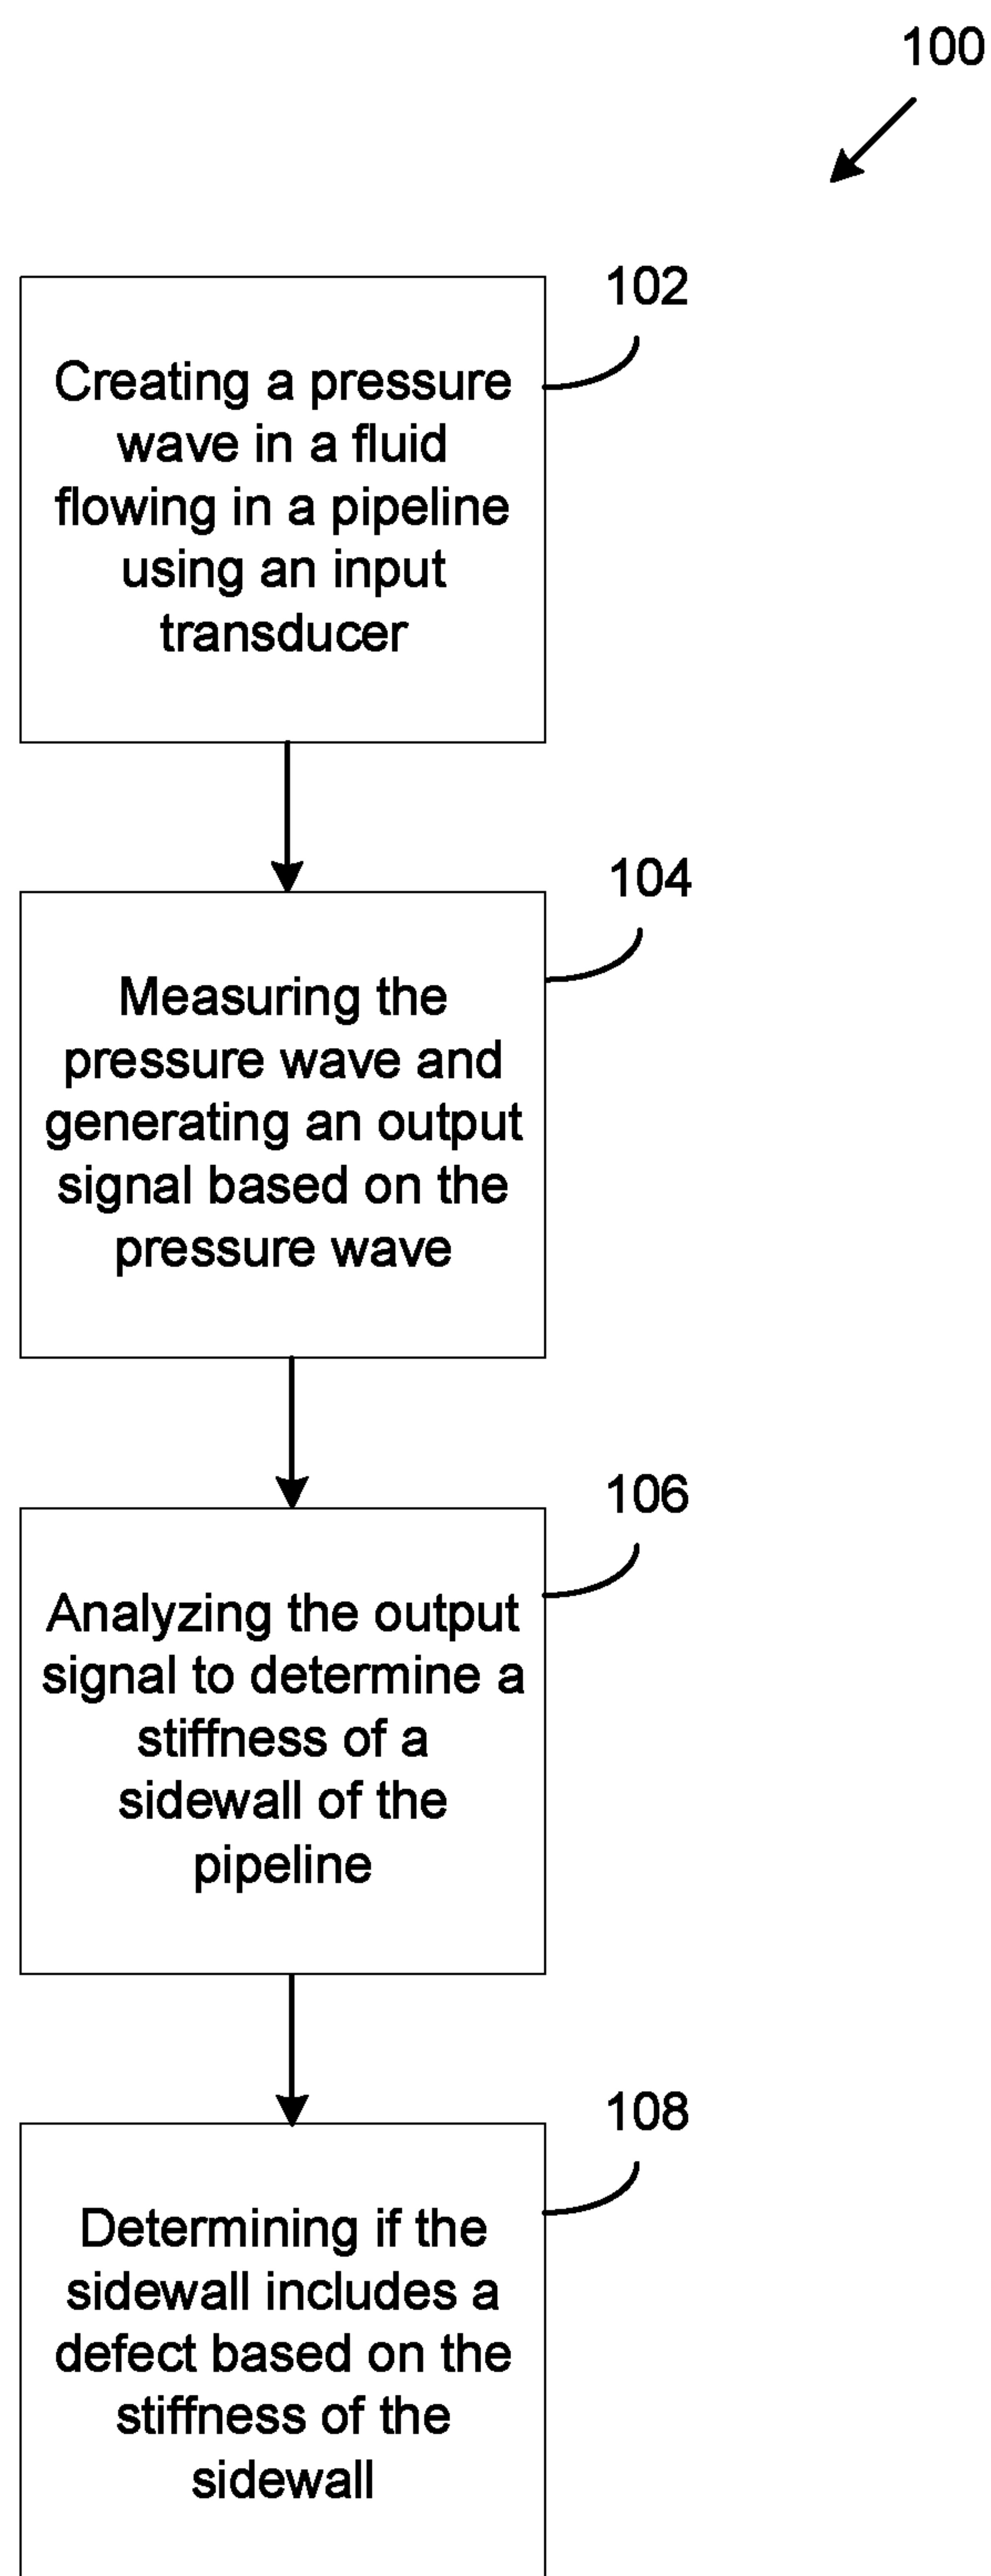 100
102
Creating a pressure
wave in a fluid
flowing in a pipeline
using an input
transducer
104
Measuring the
pressure wave and
generating an output
signal based on the
pressure wave
106
Analyzing the output
signal to determine a
stiffness of a
sidewall of the
pipeline
108
Determining if the
sidewall includes a
defect based on the
stiffness of the
sidewall